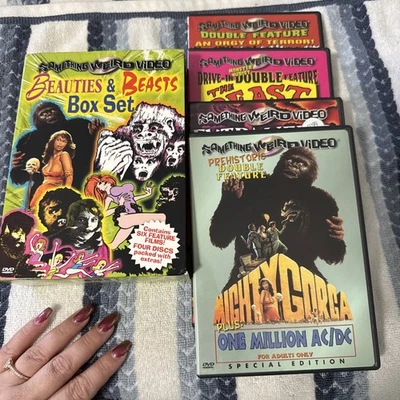 SOMETHING WEIRD VIDEO
BEAUTIES & BEASTS
BOX SET
Contains
SIX FEATURE
FILMS!
FOUR DISCS
packed with
extras!
DVD
SOMETHING WEIRD VIDEO
DOUBLE FEATURE
AN ORGY OF TERROR!
SOMETHING WEIRD VIDEO
DRIVE-IN DOUBLE FEATURE
BEAST
SOMETHING WEIRD VIDEO
SOMETHING WEIRD VIDEO
PREHISTORIC
DOUBLE
FEATURE
MIGHTY GORGA
PLUS:
ONE MILLION AC/DC
FOR ADULTS ONLY
DVD
SPECIAL EDITION